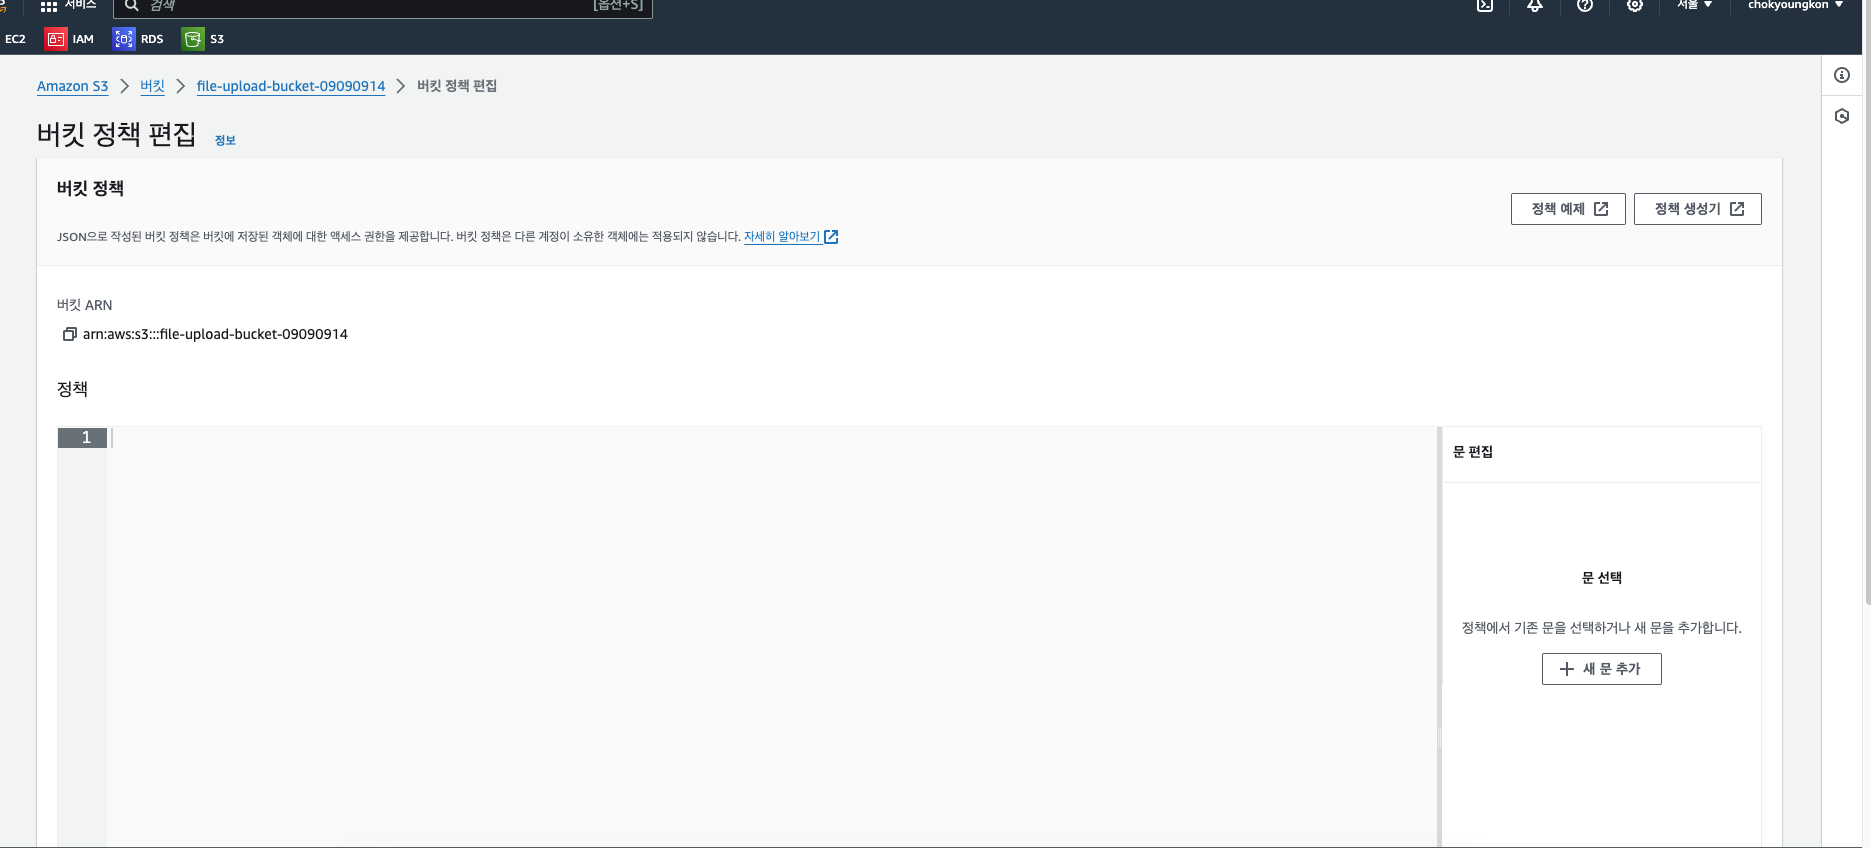 서비스
검색
[옵션+S]
서울
chokyoungkon
EC2
IAM
RDS
S3
Amazon S3
버킷
file-upload-bucket-09090914
버킷 정책 편집
버킷 정책 편집
정보
버킷 정책
정책 예제
정책 생성기
JSON으로 작성된 버킷 정책은 버킷에 저장된 객체에 대한 액세스 권한을 제공합니다. 버킷 정책은 다른 계정이 소유한 객체에는 적용되지 않습니다. 자세히 알아보기
버킷 ARN
arn:aws:s3:::file-upload-bucket-09090914
정책
1
문 편집
문 선택
정책에서 기존 문을 선택하거나 새 문을 추가합니다.
새 문 추가